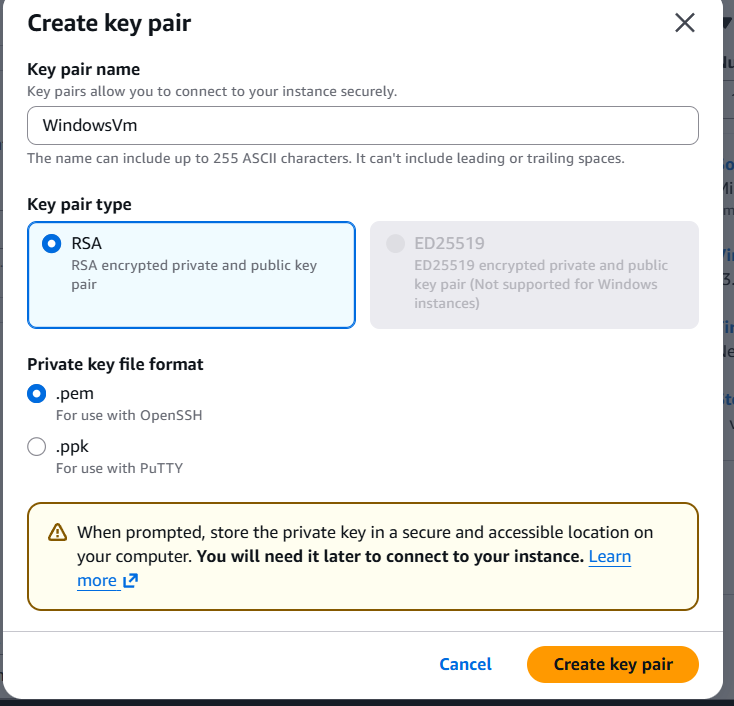 Create key pair
Key pair name
Key pairs allow you to connect to your instance securely.
WindowsVm
The name can include up to 255 ASCII characters. It can't include leading or trailing spaces.
Key pair type
RSA
RSA encrypted private and public key
pair
ED25519
ED25519 encrypted private and public
key pair (Not supported for Windows
instances)
Private key file format
.pem
For use with OpenSSH
.ppk
For use with PuTTY
When prompted, store the private key in a secure and accessible location on
your computer. You will need it later to connect to your instance. Learn
more
Cancel
Create key pair